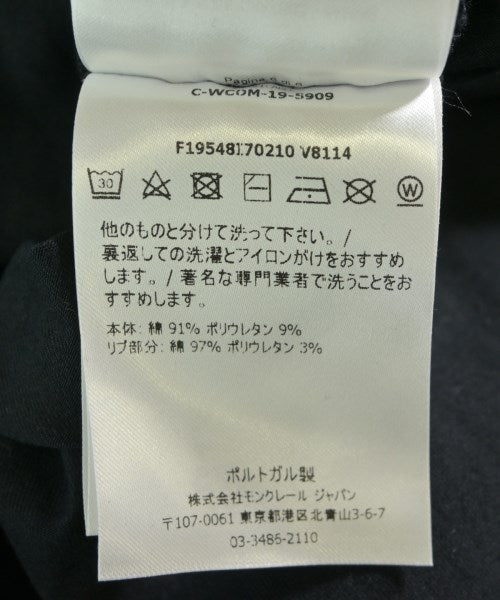 C-WCOM-19-5909
F19548I70210 V8114
30
W
他のものと分けて洗って下さい。/
裏返しての洗濯とアイロンがけをおすすめ
します。/ 著名な専門業者で洗うことをお
すすめします。
本体: 綿 91% ポリウレタン 9%
リブ部分: 綿 97% ポリウレタン 3%
ポルトガル製
株式会社モンクレール ジャパン
〒107-0061 東京都港区北青山3-6-7
03-3486-2110